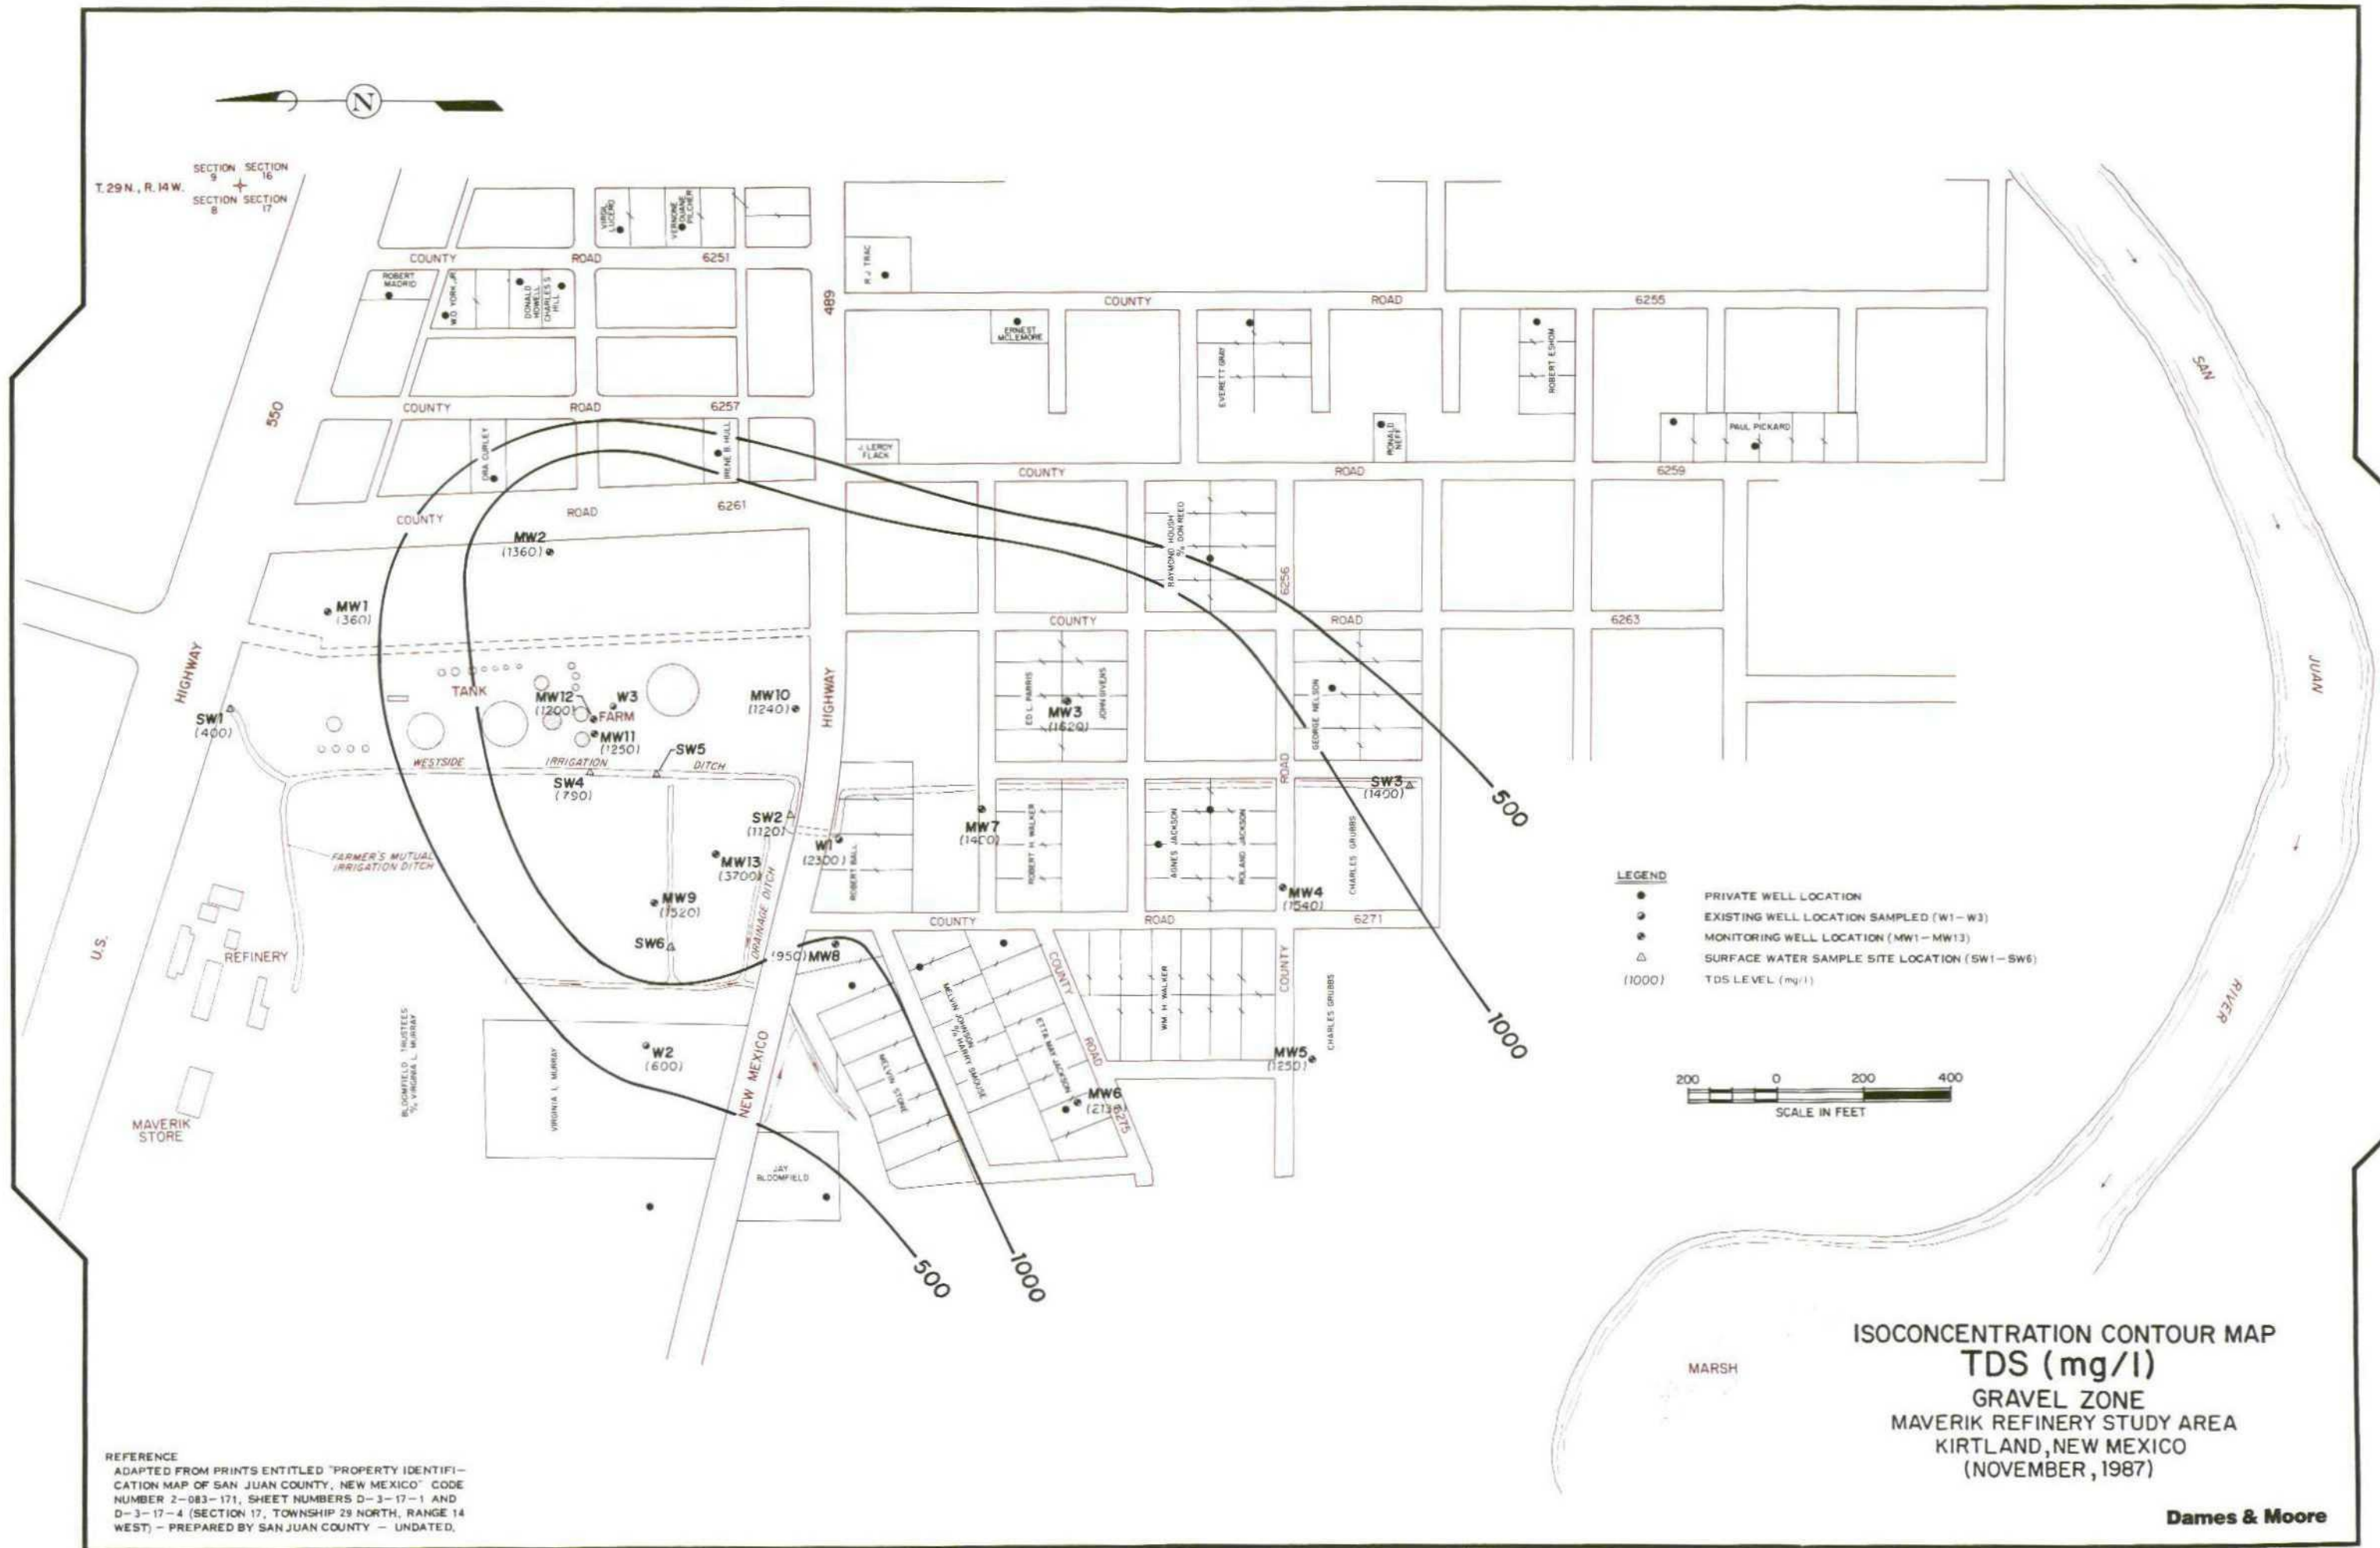 N
T. 29 N., R. 14 W.
SECTION SECTION
9 16
SECTION SECTION
8 17
VIRGIL
LUCERO
VERNONE
DUANE
PILCHER
COUNTY ROAD 6251
ROBERT
MADRID
W.O. YORK, JR.
DONALD
HOWELL
CHARLES S.
HILL
489
R. J. TRAC
COUNTY ROAD 6255
ERNEST
MCLEMORE
EVERETT GRAY
ROBERT ESHOM
SAN
550
COUNTY ROAD 6257
ORA CURLEY
IRENE B. HULL
J. LEROY
FLACK
RONALD
NEFF
PAUL PICKARD
COUNTY ROAD 6259
COUNTY ROAD 6261
MW2
(1360)
RAYMOND HOUSH
% DON REED
6256
MW1
(360)
COUNTY ROAD 6263
JUAN
HIGHWAY
TANK
FARM
MW12
(1200)
W3
MW10
(1240)
HIGHWAY
ED L. PARRIS
MW3
(1620)
JOHN GIVENS
GEORGE NELSON
SW1
(400)
MW11
(1250)
SW5
WESTSIDE IRRIGATION DITCH
SW4
(790)
ROAD
SW3
(1400)
500
SW2
(1120)
MW7
(1400)
W1
(2300)
ROBERT BALL
ROBERT H. WALKER
AGNES JACKSON
ROLAND JACKSON
CHARLES GRUBBS
FARMER'S MUTUAL
IRRIGATION DITCH
MW13
(3700)
DRAINAGE DITCH
MW9
(1520)
MW4
(1540)
COUNTY ROAD 6271
SW6
(950) MW8
U.S.
REFINERY
MELVIN JOHNSON
% HARRY SMOUSE
COUNTY
ROAD
6275
WM. H. WALKER
COUNTY
CHARLES GRUBBS
1000
RIVER
LEGEND
PRIVATE WELL LOCATION
EXISTING WELL LOCATION SAMPLED (W1-W3)
MONITORING WELL LOCATION (MW1-MW13)
SURFACE WATER SAMPLE SITE LOCATION (SW1-SW6)
(1000) TDS LEVEL (mg/l)
BLOOMFIELD TRUSTEES
% VIRGINIA L. MURRAY
VIRGINIA L. MURRAY
W2
(600)
NEW MEXICO
MELVIN STONE
ETTA MAY JACKSON
MW5
(1250)
MW6
200 0 200 400
SCALE IN FEET
MAVERIK
STORE
JAY
BLOOMFIELD
500
1000
MARSH
ISOCONCENTRATION CONTOUR MAP
TDS (mg/l)
GRAVEL ZONE
MAVERIK REFINERY STUDY AREA
KIRTLAND, NEW MEXICO
(NOVEMBER, 1987)
REFERENCE
ADAPTED FROM PRINTS ENTITLED "PROPERTY IDENTIFI-
CATION MAP OF SAN JUAN COUNTY, NEW MEXICO" CODE
NUMBER 2-083-171, SHEET NUMBERS D-3-17-1 AND
D-3-17-4 (SECTION 17, TOWNSHIP 29 NORTH, RANGE 14
WEST) - PREPARED BY SAN JUAN COUNTY - UNDATED.
Dames & Moore